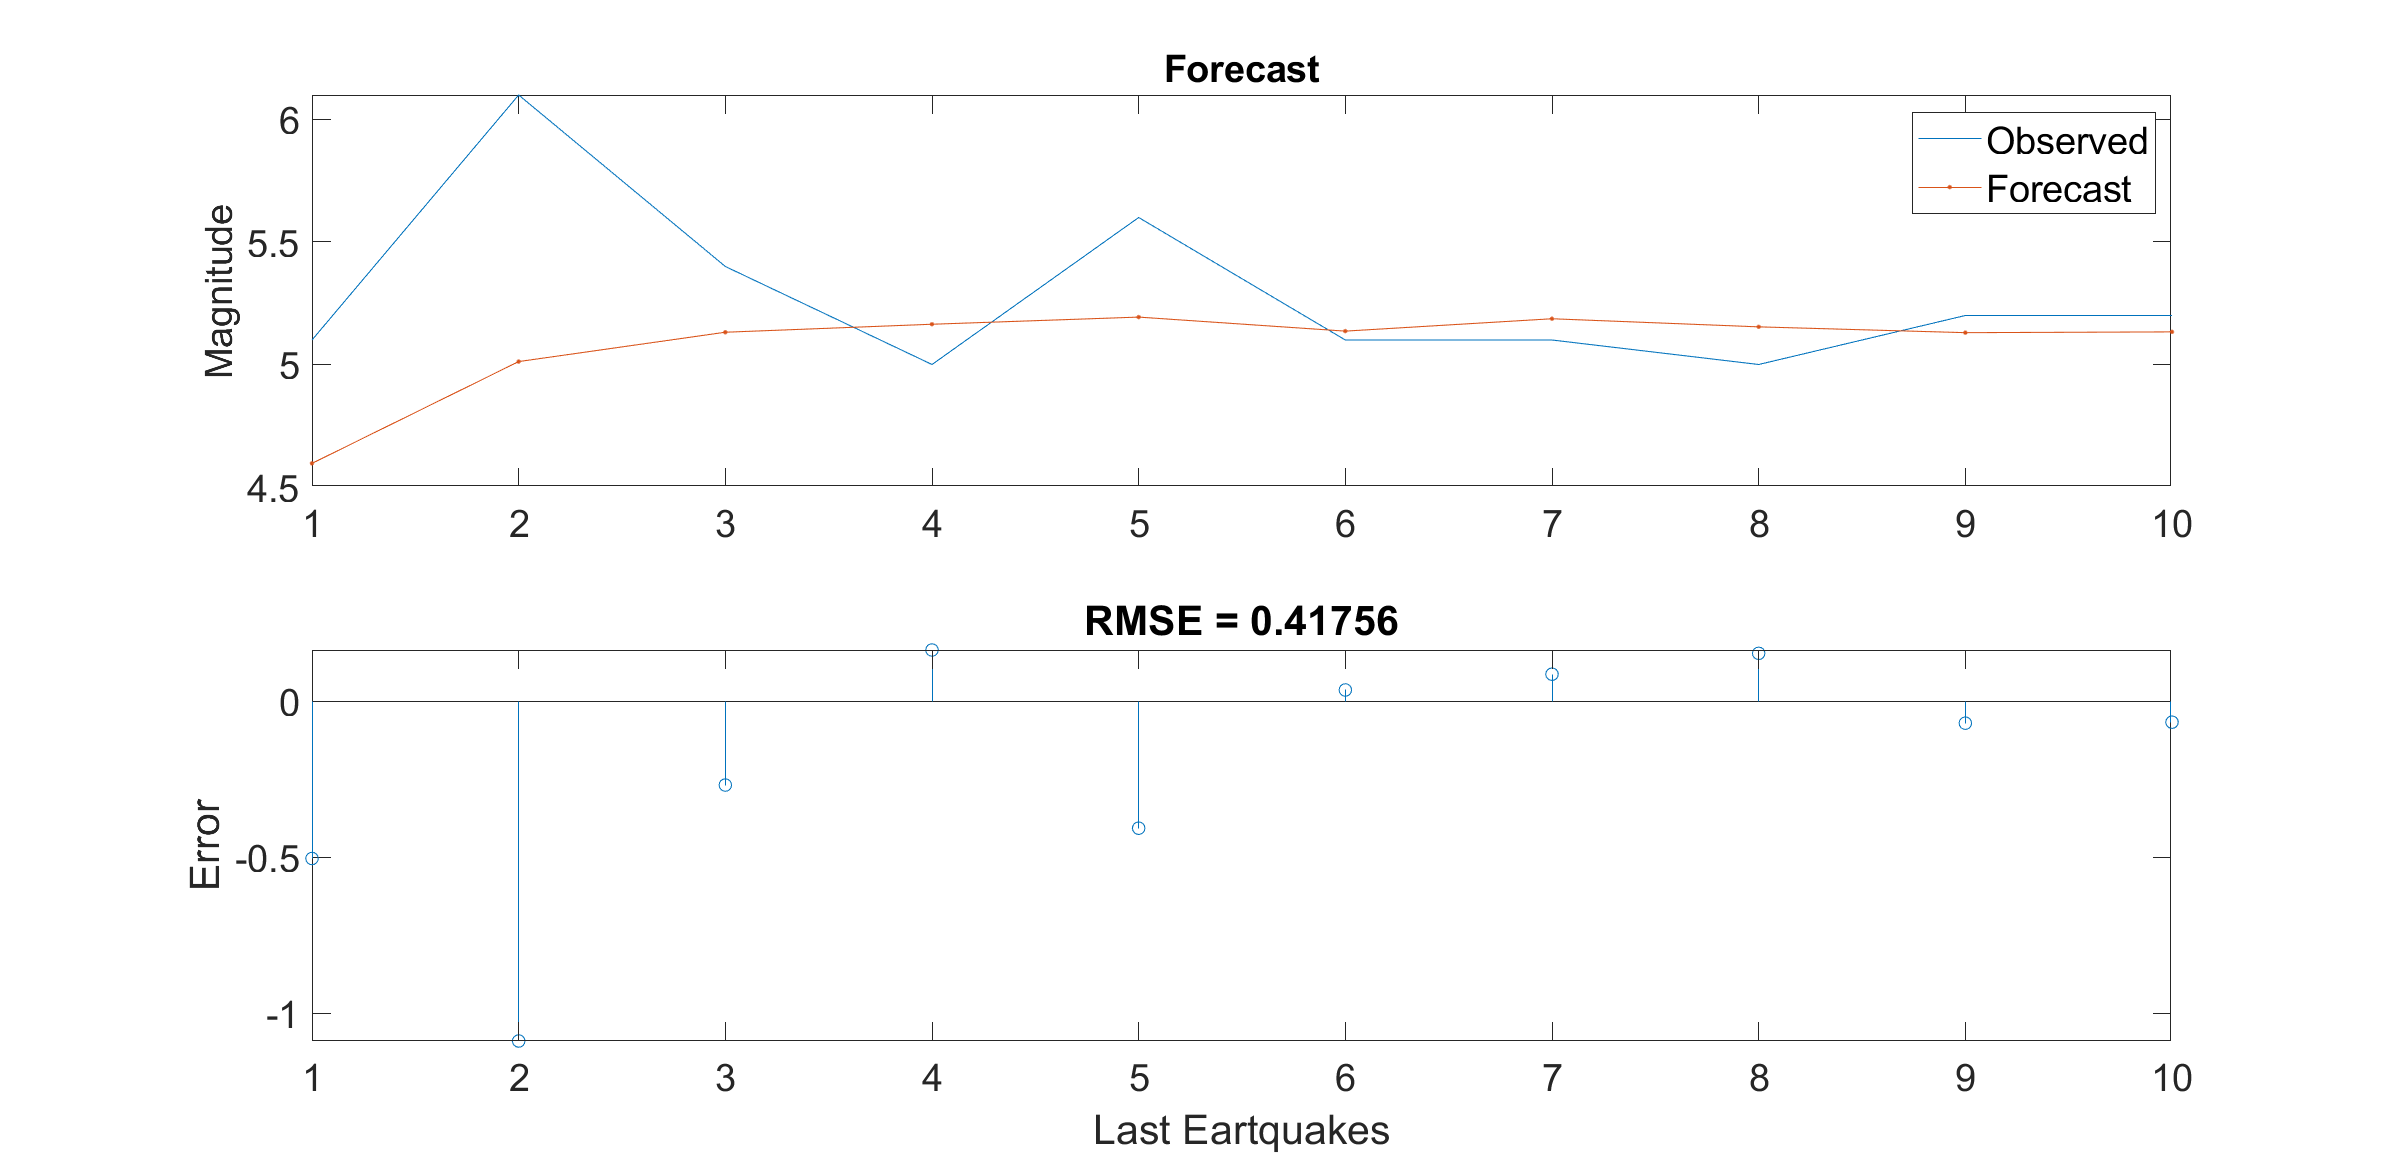 Forecast
Magnitude
6
5.5
5
4.5
1 2 3 4 5 6 7 8 9 10
Observed
Forecast
RMSE = 0.41756
Error
0
-0.5
-1
1 2 3 4 5 6 7 8 9 10
Last Eartquakes